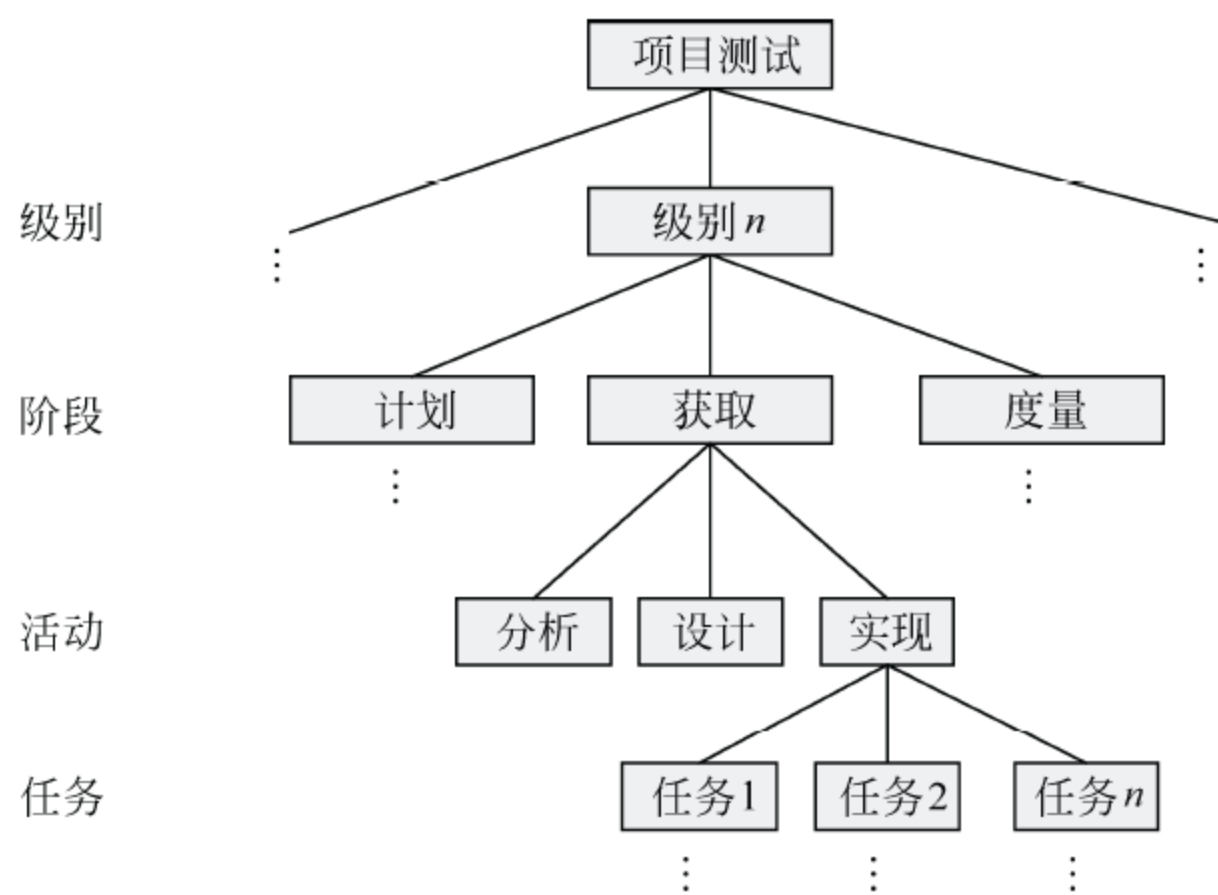 项目测试
级别 级别n
⋮ ⋮
阶段 计划 获取 度量
⋮ ⋮
活动 分析 设计 实现
任务 任务1 任务2 任务n
⋮ ⋮ ⋮